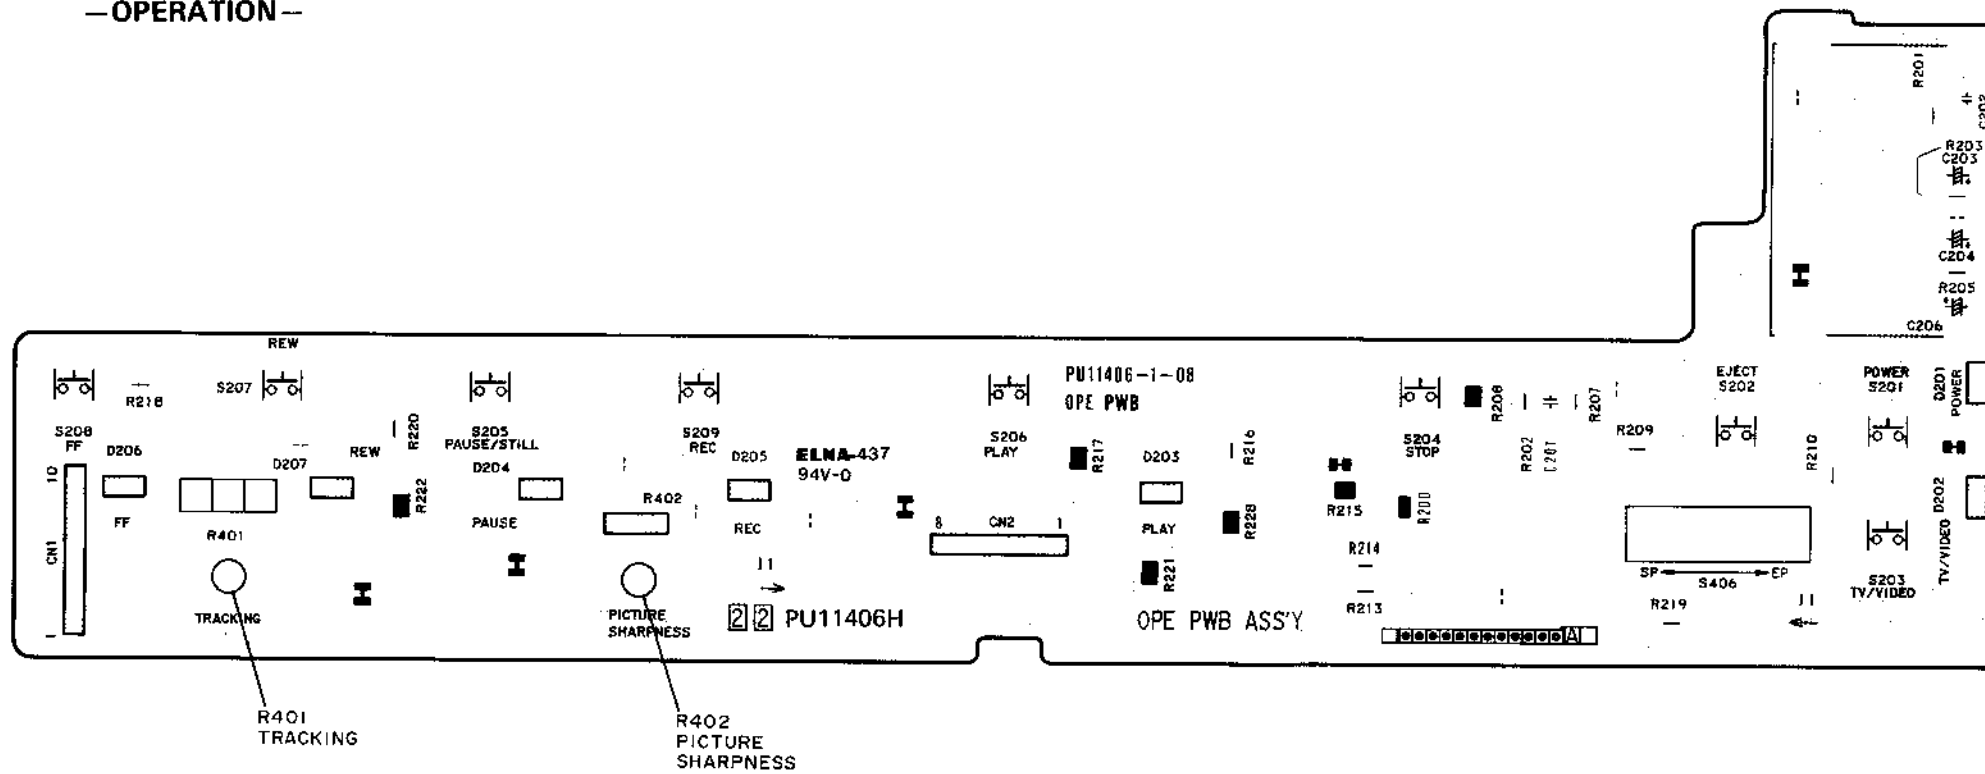 —OPERATION—
R201
C202
R203
C203
C204
R205
C206
REW
S207
R218
S208
FF
D206
FF
10
CN1
1
D207
REW
R401
TRACKING
R220
R222
S205
PAUSE/STILL
D204
PAUSE
R402
PICTURE
SHARPNESS
S209
REC
D205
REC
J1
ELNA-437
94V-0
22 PU11406H
S206
PLAY
8 CN2 1
PU11406-1-08
OPE PWB
R217
D203
PLAY
R221
R216
R228
OPE PWB ASS'Y
R215
R214
R213
S204
STOP
R200
R208
R202
C201
R207
R209
A
EJECT
S202
SP EP
S406
R219
R210
POWER
S201
D201
POWER
D202
TV/VIDEO
S203
TV/VIDEO
J1
R401
TRACKING
R402
PICTURE
SHARPNESS